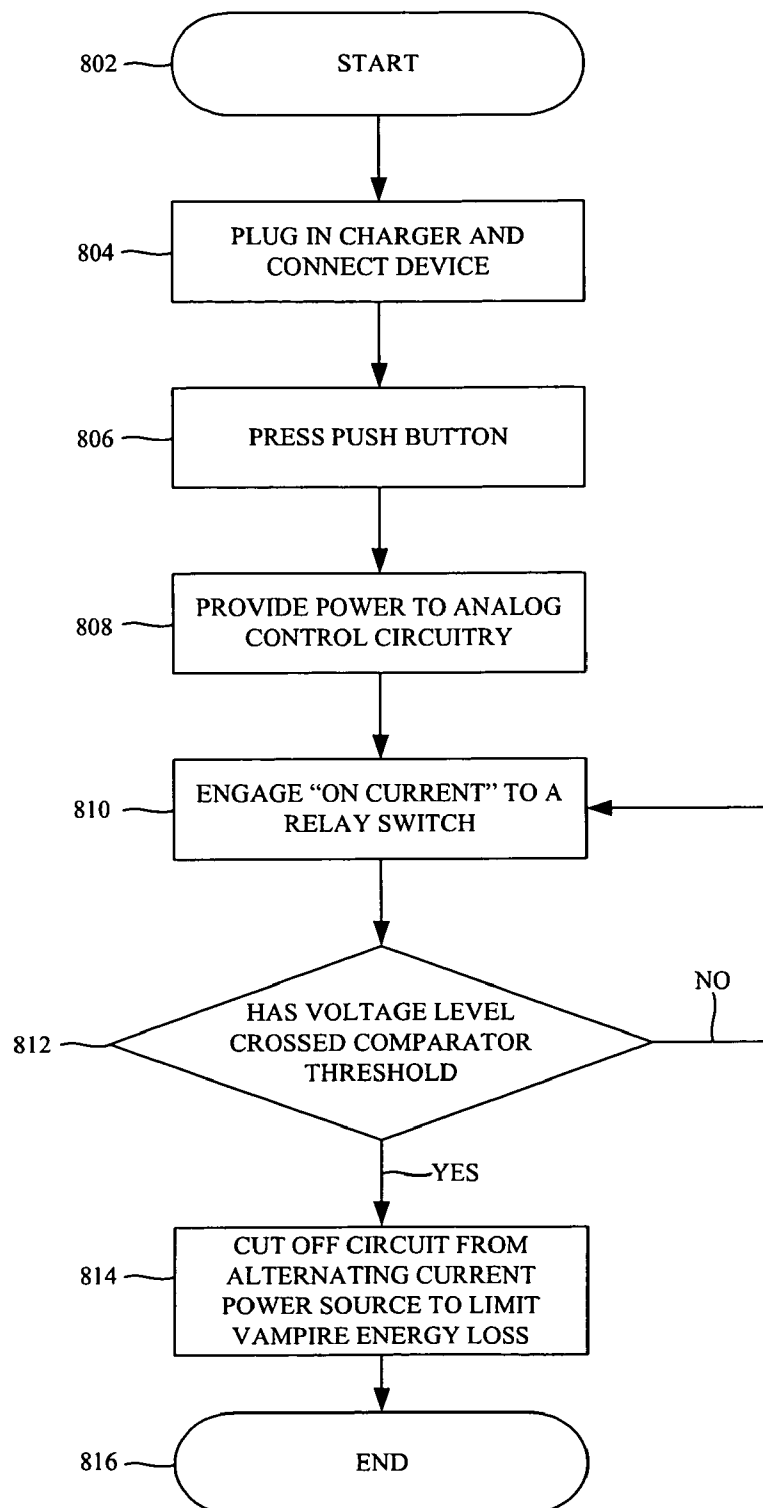 802
START
804
PLUG IN CHARGER AND
CONNECT DEVICE
806
PRESS PUSH BUTTON
808
PROVIDE POWER TO ANALOG
CONTROL CIRCUITRY
810
ENGAGE “ON CURRENT” TO A
RELAY SWITCH
812
HAS VOLTAGE LEVEL
CROSSED COMPARATOR
THRESHOLD
NO
YES
814
CUT OFF CIRCUIT FROM
ALTERNATING CURRENT
POWER SOURCE TO LIMIT
VAMPIRE ENERGY LOSS
816
END